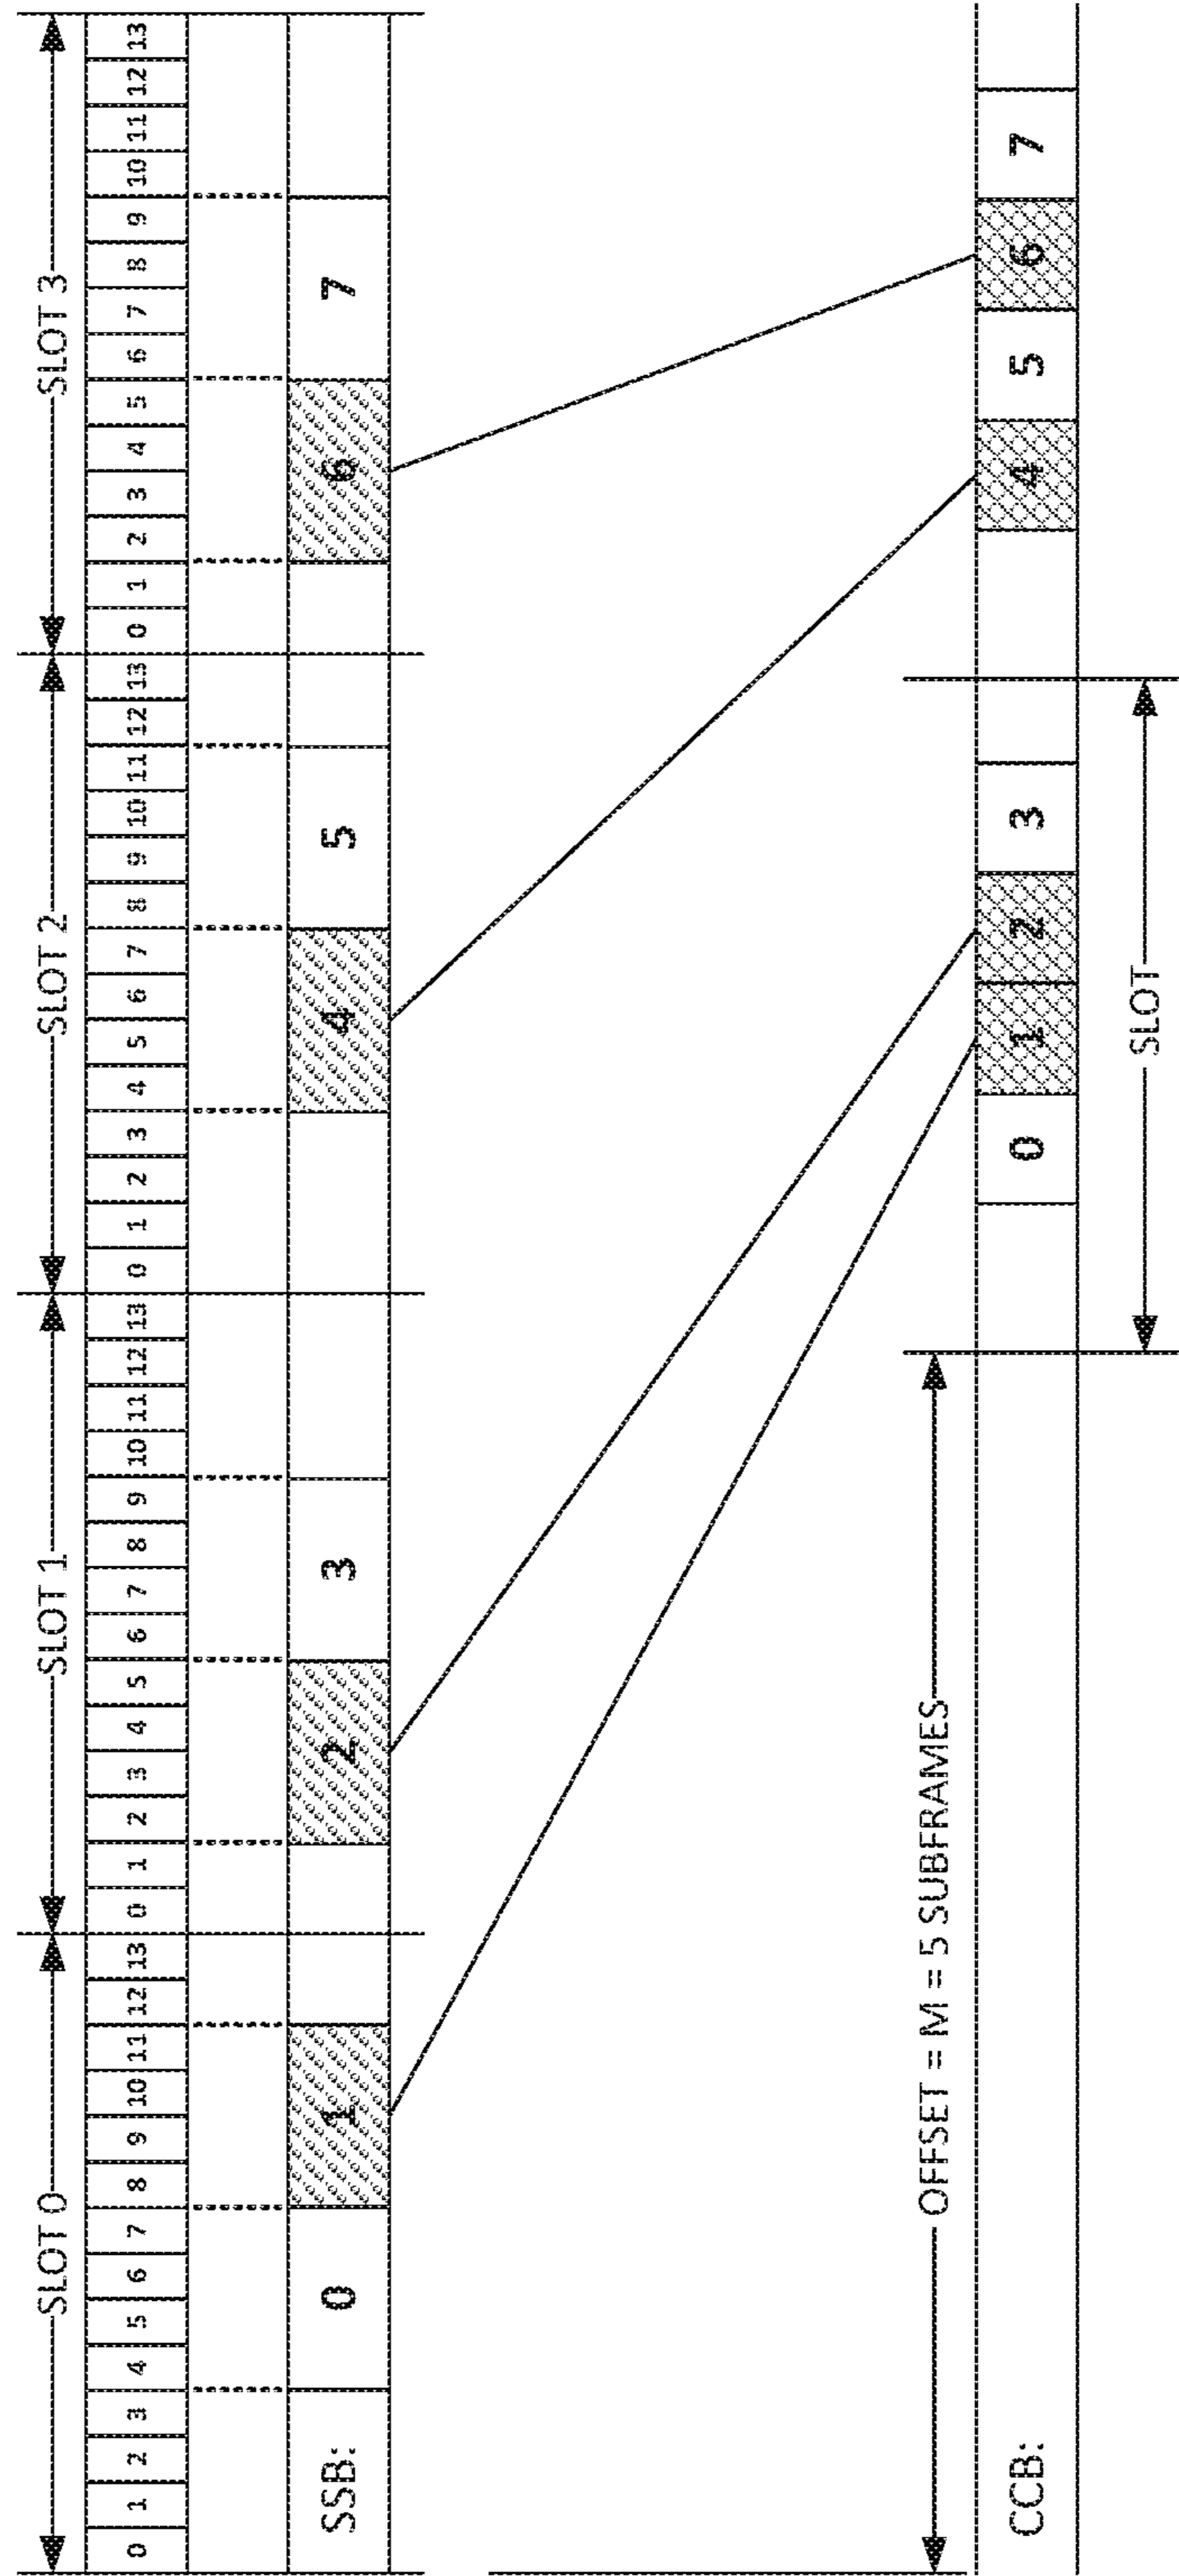 SLOT 0 SLOT 1 SLOT 2 SLOT 3
0 1 2 3 4 5 6 7 8 9 10 11 12 13 0 1 2 3 4 5 6 7 8 9 10 11 12 13 0 1 2 3 4 5 6 7 8 9 10 11 12 13 0 1 2 3 4 5 6 7 8 9 10 11 12 13
SSB: 0 1 2 3 4 5 6 7
OFFSET = M = 5 SUBFRAMES
CCB: 0 1 2 3 4 5 6 7
SLOT